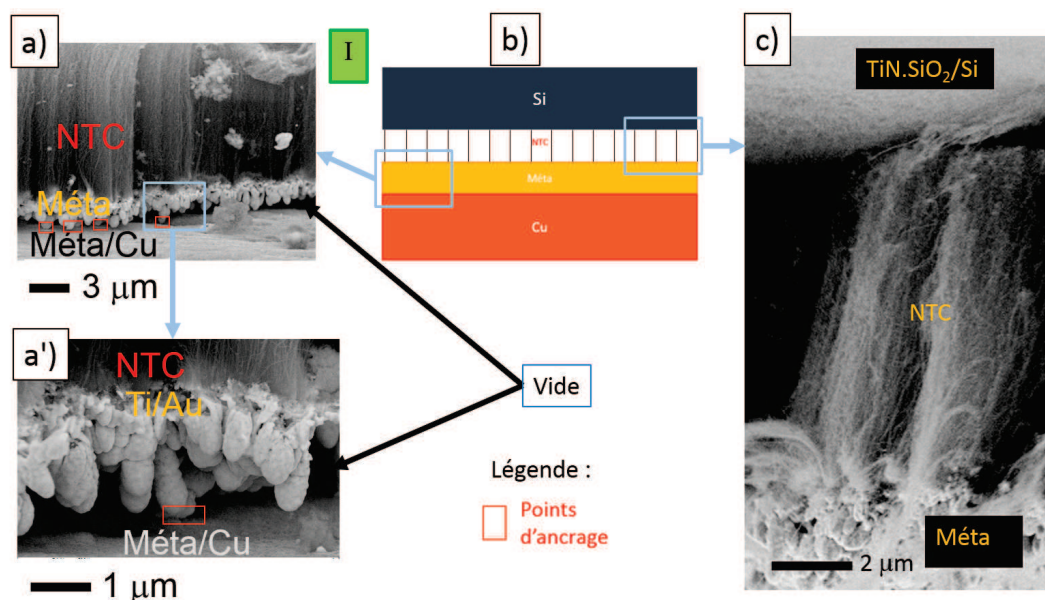 a)
NTC
Méta
Méta/Cu
3 μm
I
b)
Si
NTC
Méta
Cu
c)
TiN.SiO₂/Si
NTC
Méta
2 μm
a')
NTC
Ti/Au
Méta/Cu
1 μm
Vide
Légende :
Points
d'ancrage